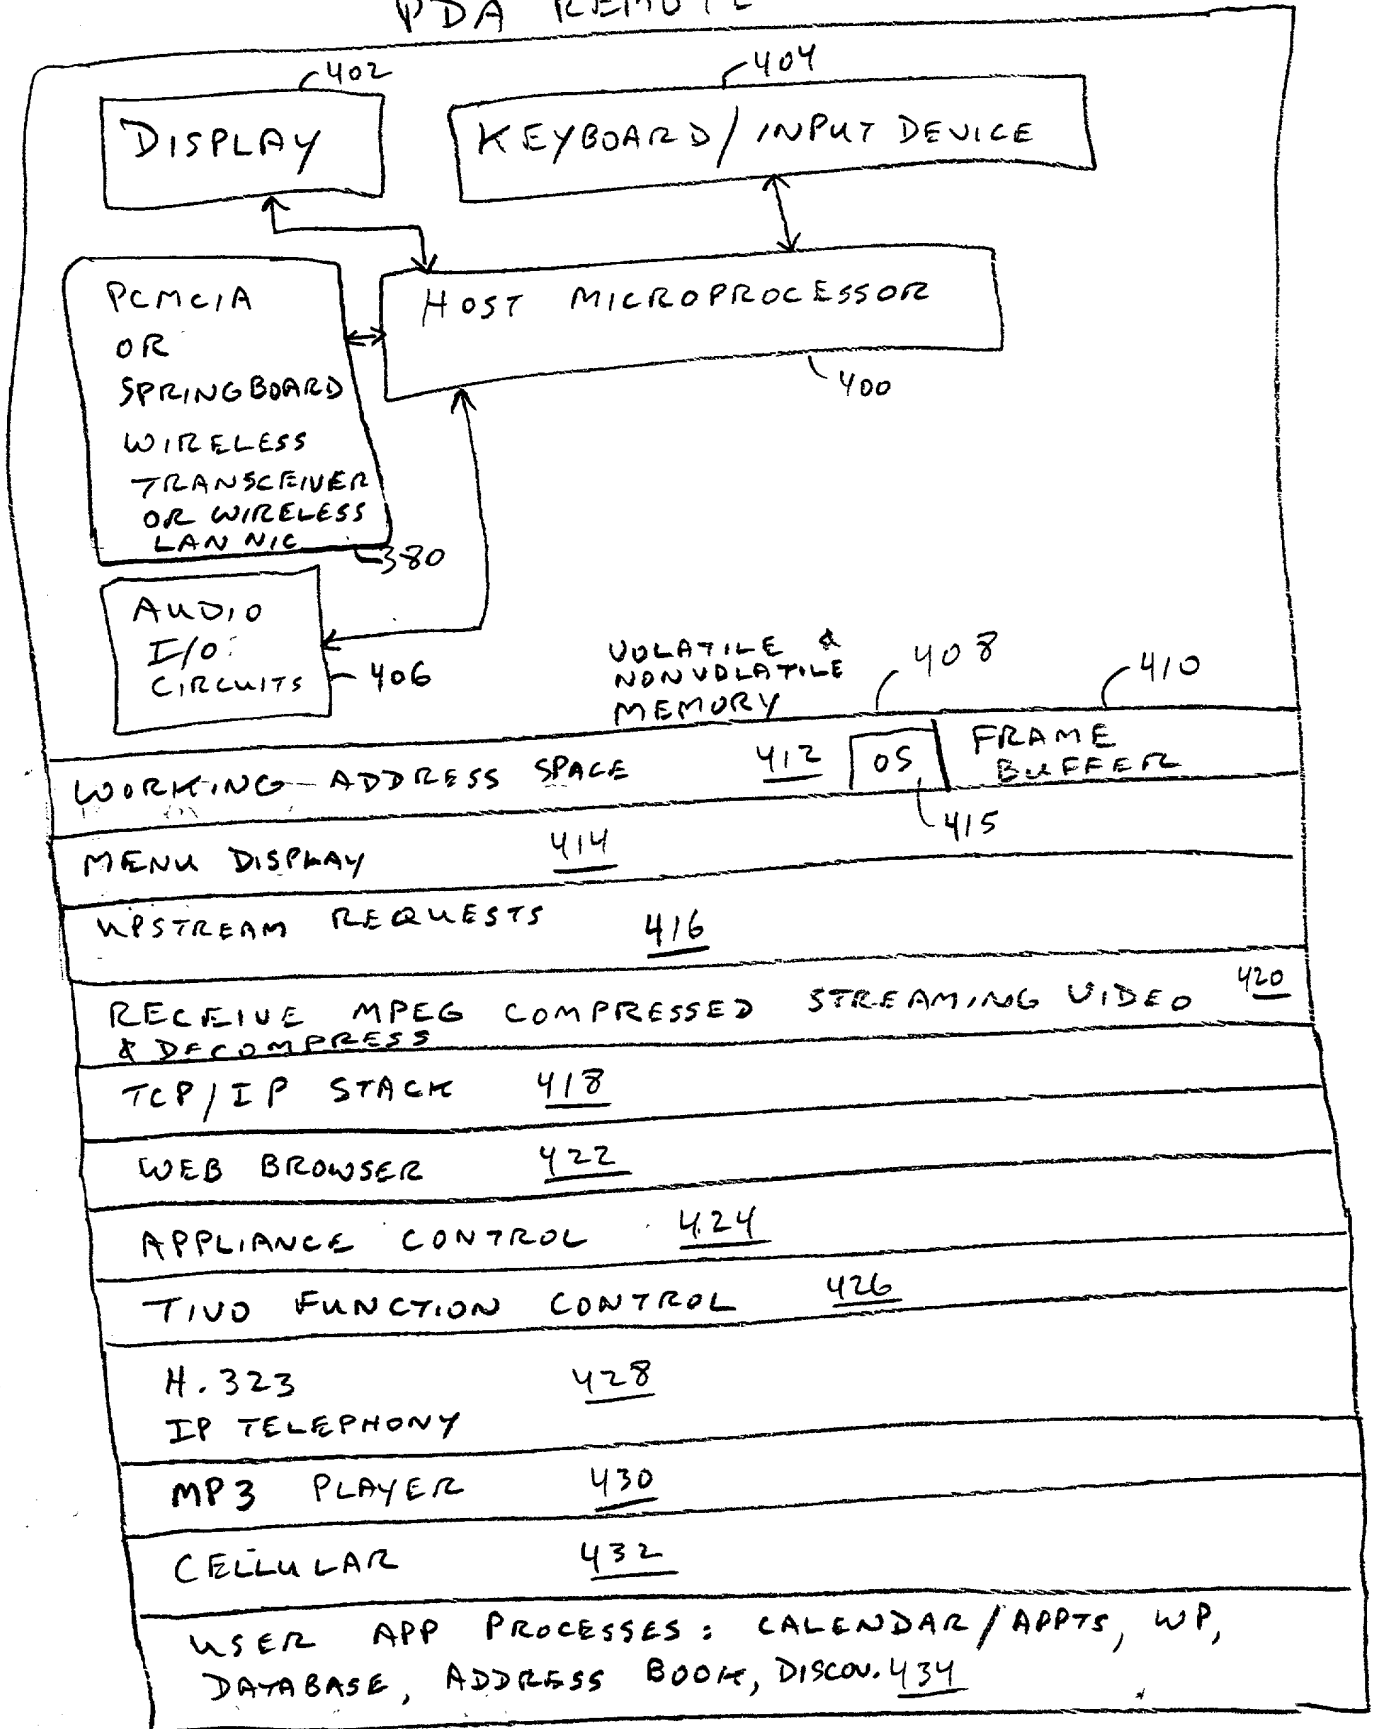 PDA REMOTE
402
404
DISPLAY
KEYBOARD/INPUT DEVICE
PCMCIA
OR
SPRINGBOARD
WIRELESS
TRANSCEIVER
OR WIRELESS
LAN NIC
380
HOST MICROPROCESSOR
400
AUDIO
I/O
CIRCUITS
406
VOLATILE &
NONVOLATILE
MEMORY
408
410
WORKING ADDRESS SPACE 412
OS
415
FRAME
BUFFER
MENU DISPLAY 414
UPSTREAM REQUESTS 416
RECEIVE MPEG COMPRESSED STREAMING VIDEO 420
& DECOMPRESS
TCP/IP STACK 418
WEB BROWSER 422
APPLIANCE CONTROL 424
TIVO FUNCTION CONTROL 426
H.323 428
IP TELEPHONY
MP3 PLAYER 430
CELLULAR 432
USER APP PROCESSES: CALENDAR/APPTS, WP,
DATABASE, ADDRESS BOOK, DISCOV. 434